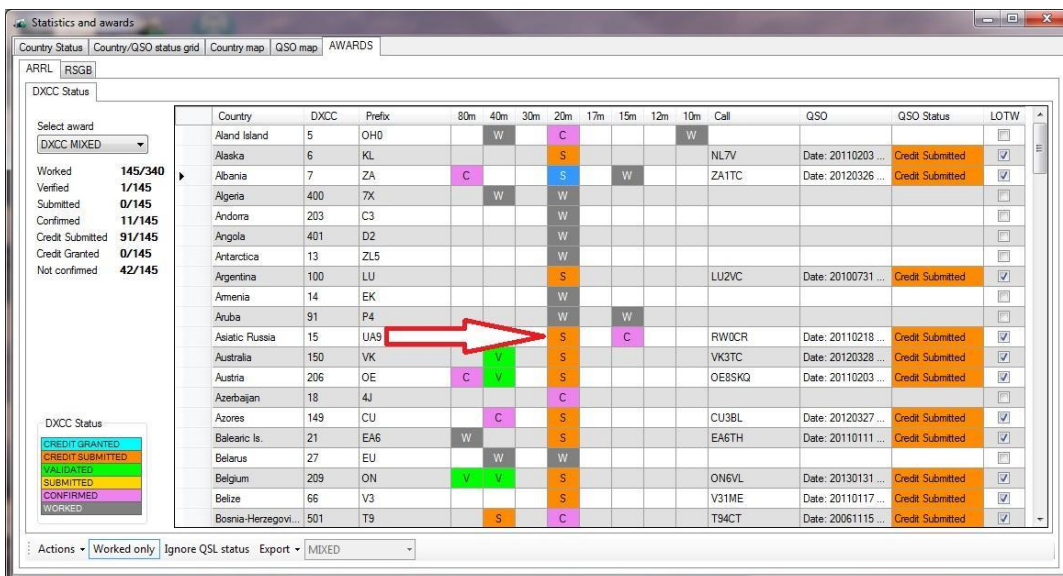 Statistics and awards
Country Status Country/QSO status grid Country map QSO map AWARDS
ARRL RSGB
DXCC Status
Select award
DXCC MIXED
Worked 145/340
Verified 1/145
Submitted 0/145
Confirmed 11/145
Credit Submitted 91/145
Credit Granted 0/145
Not confirmed 42/145
Country DXCC Prefix 80m 40m 30m 20m 17m 15m 12m 10m Call QSO QSO Status LOTW
Aland Island 5 OH0 W C W
Alaska 6 KL S NL7V Date: 20110203 ... Credit Submitted
Albania 7 ZA C S W ZA1TC Date: 20120326 ... Credit Submitted
Algeria 400 7X W W
Andorra 203 C3 W
Angola 401 D2 W
Antarctica 13 ZL5 W
Argentina 100 LU S LU2VC Date: 20100731 ... Credit Submitted
Armenia 14 EK W
Aruba 91 P4 W W
Asiatic Russia 15 UA9 S C RW0CR Date: 20110218 ... Credit Submitted
Australia 150 VK V S VK3TC Date: 20120328 ... Credit Submitted
Austria 206 OE C V S OE8SKQ Date: 20110203 ... Credit Submitted
Azerbaijan 18 4J C
Azores 149 CU C S CU3BL Date: 20120327 ... Credit Submitted
Balearic Is. 21 EA6 W S EA6TH Date: 20110111 ... Credit Submitted
Belarus 27 EU W W
Belgium 209 ON V V S ON6VL Date: 20130131 ... Credit Submitted
Belize 66 V3 S V31ME Date: 20110117 ... Credit Submitted
Bosnia-Herzegovi... 501 T9 S C T94CT Date: 20061115 ... Credit Submitted
DXCC Status
CREDIT GRANTED
CREDIT SUBMITTED
VALIDATED
SUBMITTED
CONFIRMED
WORKED
Actions Worked only Ignore QSL status Export MIXED